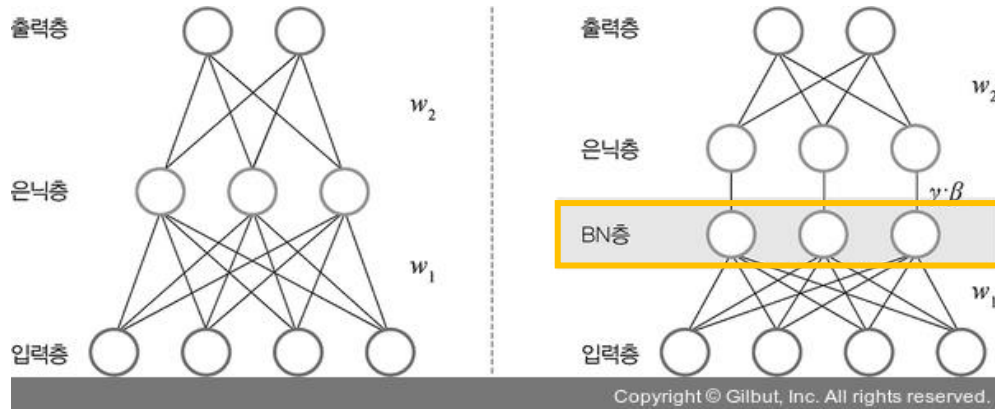 출력층
w₂
은닉층
w₁
입력층
출력층
w₂
은닉층
γ·β
BN층
w₁
입력층
Copyright © Gilbut, Inc. All rights reserved.